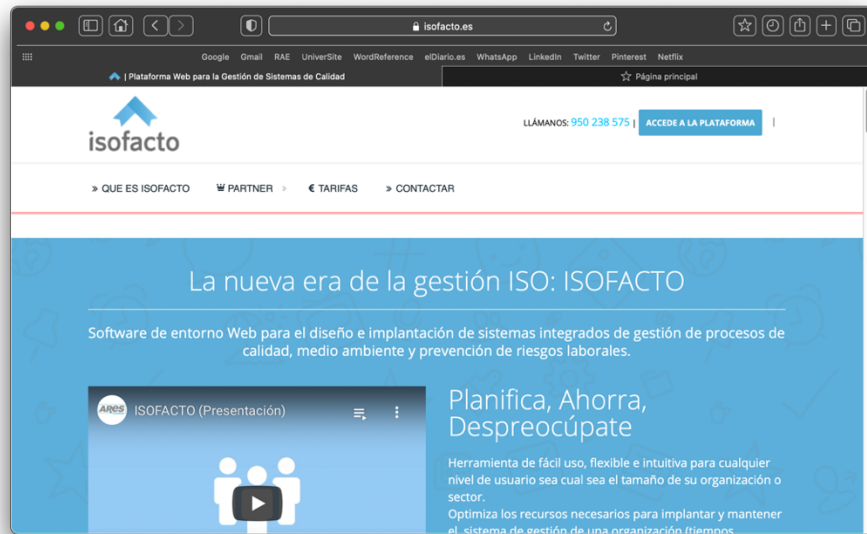 isofacto.es
Google Gmail RAE UniverSite WordReference elDiario.es WhatsApp LinkedIn Twitter Pinterest Netflix
| Plataforma Web para la Gestión de Sistemas de Calidad
Página principal
isofacto
LLÁMANOS: 950 238 575 | ACCEDE A LA PLATAFORMA |
» QUE ES ISOFACTO PARTNER » € TARIFAS » CONTACTAR
La nueva era de la gestión ISO: ISOFACTO
Software de entorno Web para el diseño e implantación de sistemas integrados de gestión de procesos de
calidad, medio ambiente y prevención de riesgos laborales.
ARES ISOFACTO (Presentación)
Planifica, Ahorra,
Despreocúpate
Herramienta de fácil uso, flexible e intuitiva para cualquier
nivel de usuario sea cual sea el tamaño de su organización o
sector.
Optimiza los recursos necesarios para implantar y mantener
el sistema de gestión de una organización (tiempos,